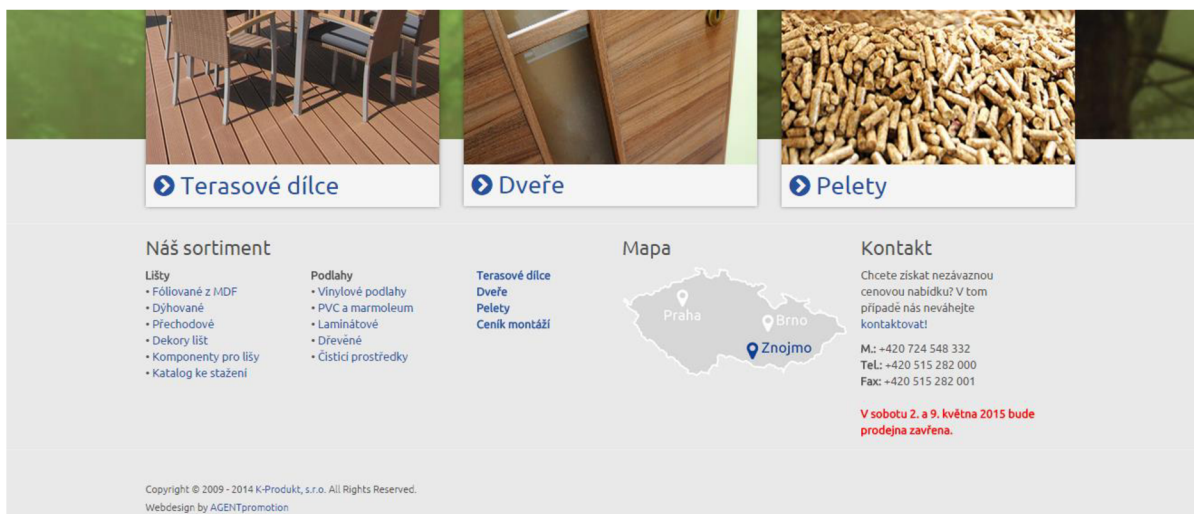 Terasové dílce
Dveře
Pelety
Náš sortiment
Lišty
• Fóliované z MDF
• Dýhované
• Přechodové
• Dekory lišt
• Komponenty pro lišy
• Katalog ke stažení
Podlahy
• Vinylové podlahy
• PVC a marmoleum
• Laminátové
• Dřevěné
• Čistící prostředky
Terasové dílce
Dveře
Pelety
Ceník montáží
Mapa
Praha
Brno
Znojmo
Kontakt
Chcete získat nezávaznou
cenovou nabídku? V tom
případě nás neváhejte
kontaktovat!
M.: +420 724 548 332
Tel.: +420 515 282 000
Fax: +420 515 282 001
V sobotu 2. a 9. května 2015 bude
prodejna zavřena.
Copyright © 2009 - 2014 K-Produkt, s.r.o. All Rights Reserved.
Webdesign by AGENTpromotion